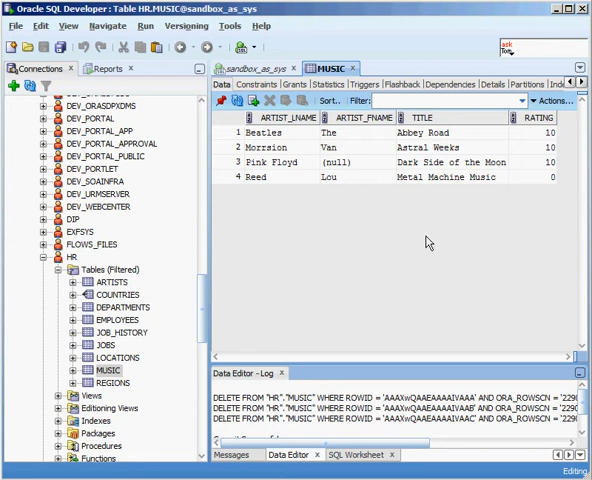 Oracle SQL Developer: Table HR.MUSIC@sandbox_as_sys
File Edit View Navigate Run Versioning Tools Help
ask
Tom
Connections Reports
sandbox_as_sys MUSIC
Data Constraints Grants Statistics Triggers Flashback Dependencies Details Partitions Inde
Sort.. Filter: Actions...
ARTIST_LNAME ARTIST_FNAME TITLE RATING
1 Beatles The Abbey Road 10
2 Morrsion Van Astral Weeks 10
3 Pink Floyd (null) Dark Side of the Moon 10
4 Reed Lou Metal Machine Music 0
DEV_ORASDPXDMS
DEV_PORTAL
DEV_PORTAL_APP
DEV_PORTAL_APPROVAL
DEV_PORTAL_PUBLIC
DEV_PORTLET
DEV_SOAINFRA
DEV_URMSERVER
DEV_WEBCENTER
DIP
EXFSYS
FLOWS_FILES
HR
Tables (Filtered)
ARTISTS
COUNTRIES
DEPARTMENTS
EMPLOYEES
JOB_HISTORY
JOBS
LOCATIONS
MUSIC
REGIONS
Views
Editioning Views
Indexes
Packages
Procedures
Functions
Data Editor - Log
DELETE FROM "HR"."MUSIC" WHERE ROWID = 'AAAXwQAAEAAAAIVAAA' AND ORA_ROWSCN = '2290
DELETE FROM "HR"."MUSIC" WHERE ROWID = 'AAAXwQAAEAAAAIVAAB' AND ORA_ROWSCN = '2290
DELETE FROM "HR"."MUSIC" WHERE ROWID = 'AAAXwQAAEAAAAIVAAC' AND ORA_ROWSCN = '2290
Messages Data Editor SQL Worksheet
Editing